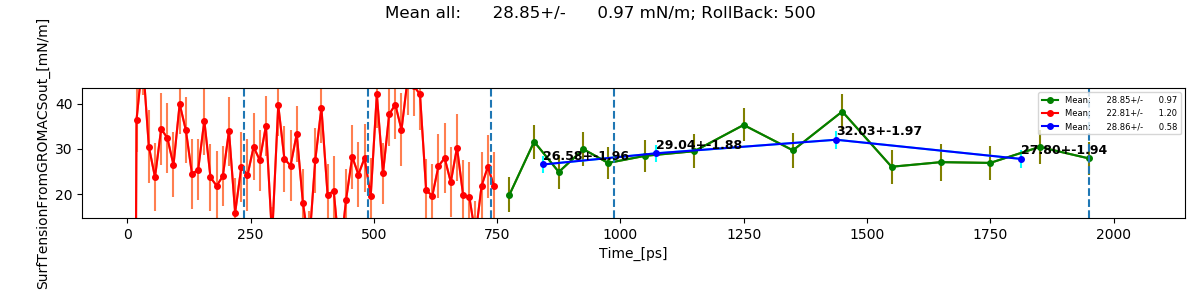 Mean all: 28.85+/- 0.97 mN/m; RollBack: 500
SurfTensionFromGROMACSout_[mN/m]
40
30
20
Mean: 28.85+/- 0.97
Mean: 22.81+/- 1.20
Mean: 28.86+/- 0.58
26.58+-1.96
29.04+-1.88
32.03+-1.97
27.80+-1.94
0 250 500 750 1000 1250 1500 1750 2000
Time_[ps]